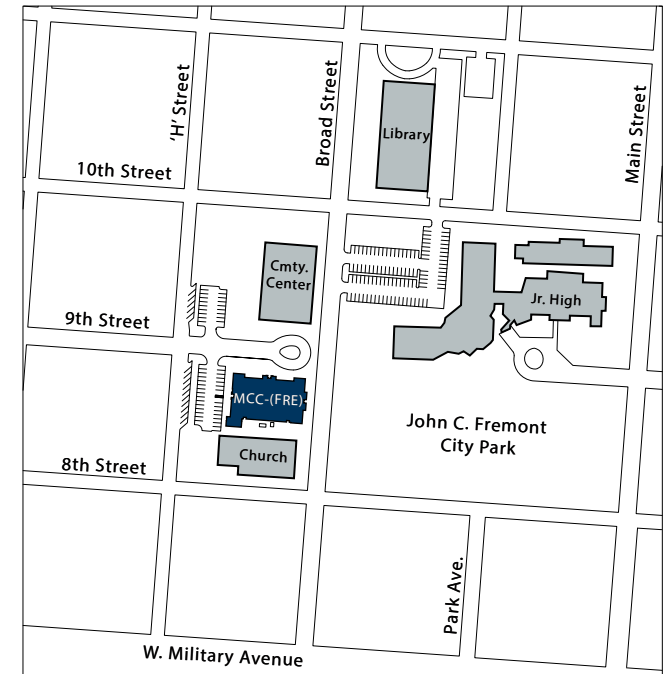 'H' Street
Broad Street
Main Street
Library
10th Street
Cmty.
Center
Jr. High
9th Street
MCC-(FRE)
John C. Fremont
City Park
Church
8th Street
Park Ave.
W. Military Avenue